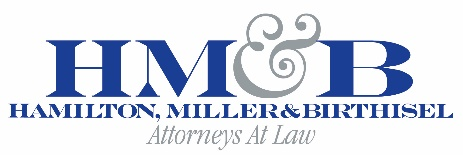 HM&B
HAMILTON, MILLER&BIRTHISEL
Attorneys At Law